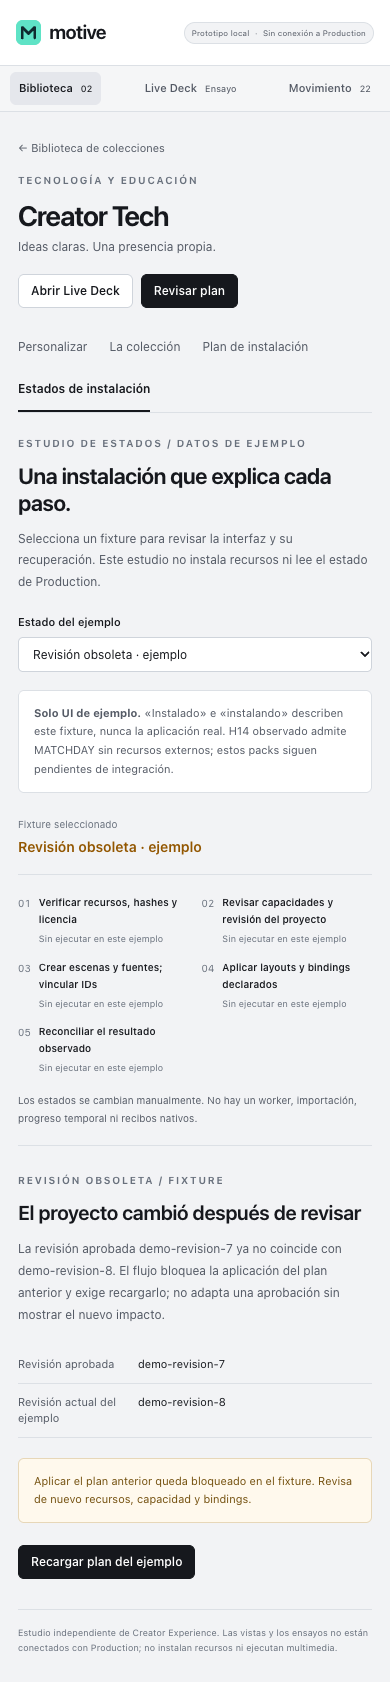 motive
Prototipo local · Sin conexión a Production
Biblioteca 02 Live Deck Ensayo Movimiento 22
← Biblioteca de colecciones
TECNOLOGÍA Y EDUCACIÓN
Creator Tech
Ideas claras. Una presencia propia.
Abrir Live Deck Revisar plan
Personalizar La colección Plan de instalación
Estados de instalación
ESTUDIO DE ESTADOS / DATOS DE EJEMPLO
Una instalación que explica cada
paso.
Selecciona un fixture para revisar la interfaz y su
recuperación. Este estudio no instala recursos ni lee el estado
de Production.
Estado del ejemplo
Revisión obsoleta · ejemplo
Solo UI de ejemplo. «Instalado» e «instalando» describen
este fixture, nunca la aplicación real. H14 observado admite
MATCHDAY sin recursos externos; estos packs siguen
pendientes de integración.
Fixture seleccionado
Revisión obsoleta · ejemplo
01 Verificar recursos, hashes y
licencia
Sin ejecutar en este ejemplo
02 Revisar capacidades y
revisión del proyecto
Sin ejecutar en este ejemplo
03 Crear escenas y fuentes;
vincular IDs
Sin ejecutar en este ejemplo
04 Aplicar layouts y bindings
declarados
Sin ejecutar en este ejemplo
05 Reconciliar el resultado
observado
Sin ejecutar en este ejemplo
Los estados se cambian manualmente. No hay un worker, importación,
progreso temporal ni recibos nativos.
REVISIÓN OBSOLETA / FIXTURE
El proyecto cambió después de revisar
La revisión aprobada demo-revision-7 ya no coincide con
demo-revision-8. El flujo bloquea la aplicación del plan
anterior y exige recargarlo; no adapta una aprobación sin
mostrar el nuevo impacto.
Revisión aprobada demo-revision-7
Revisión actual del
ejemplo
demo-revision-8
Aplicar el plan anterior queda bloqueado en el fixture. Revisa
de nuevo recursos, capacidad y bindings.
Recargar plan del ejemplo
Estudio independiente de Creator Experience. Las vistas y los ensayos no están
conectados con Production; no instalan recursos ni ejecutan multimedia.